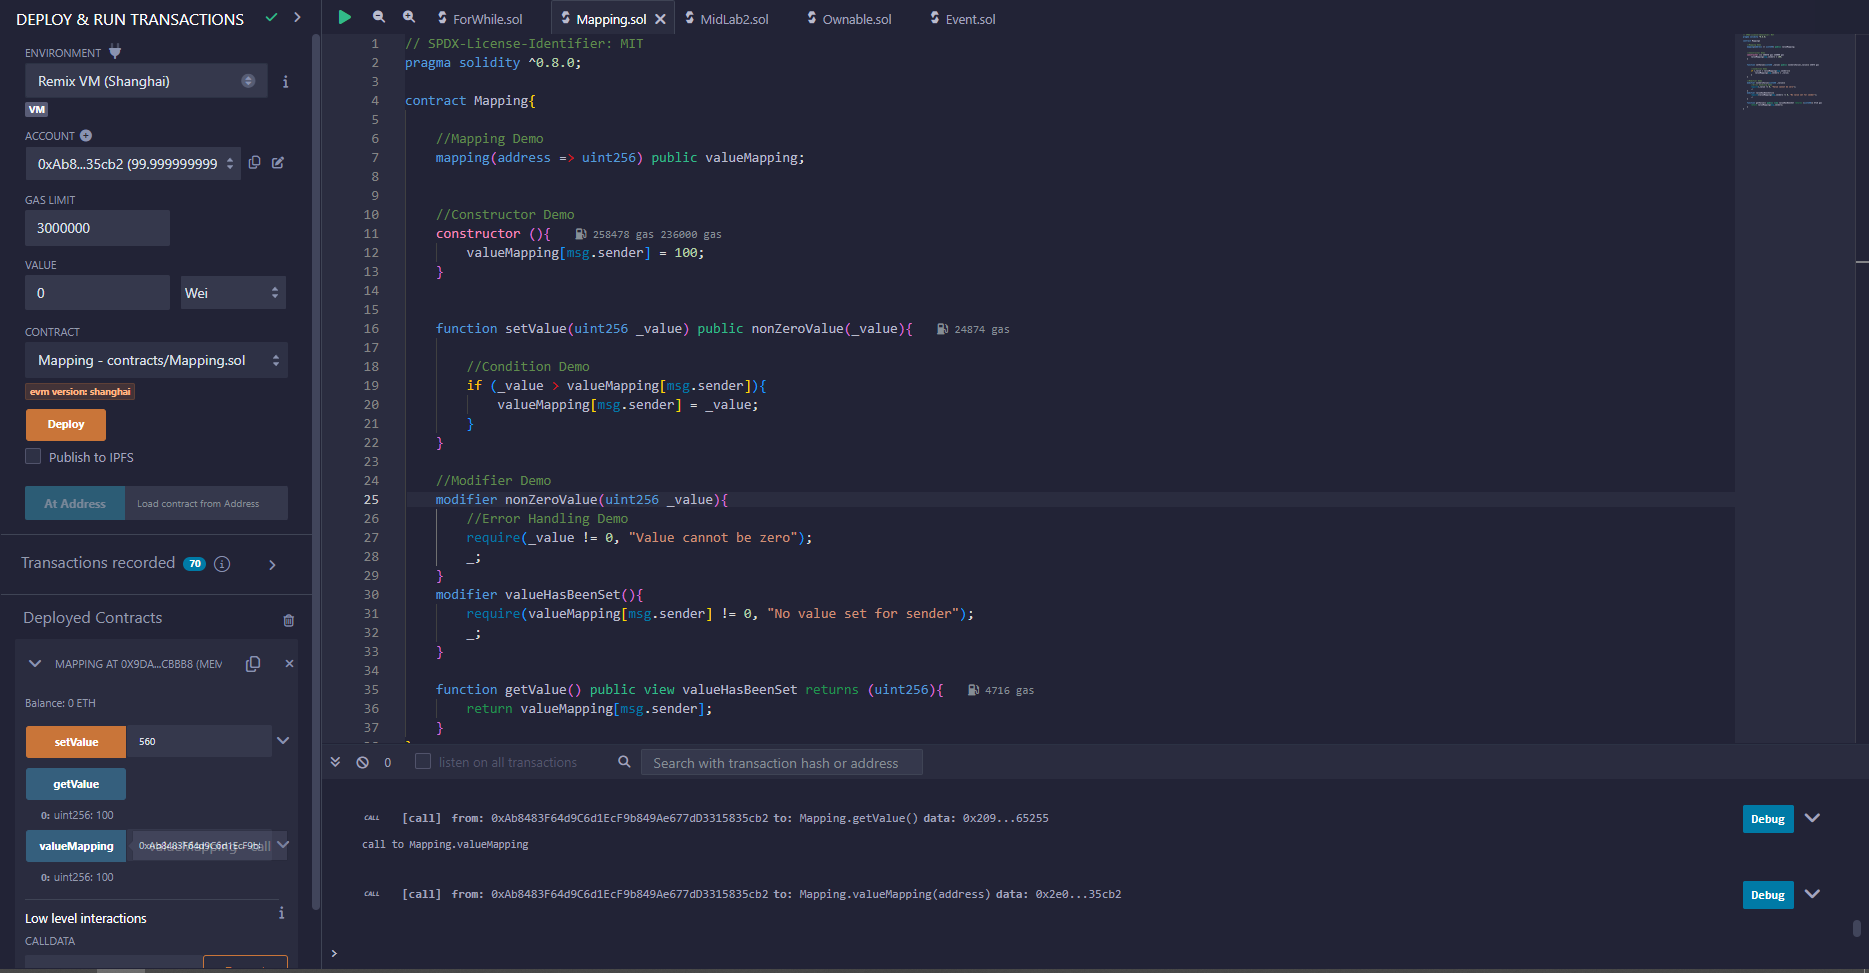 DEPLOY & RUN TRANSACTIONS
ENVIRONMENT
Remix VM (Shanghai)
VM
ACCOUNT
0xAb8...35cb2 (99.999999999
GAS LIMIT
3000000
VALUE
0
Wei
CONTRACT
Mapping - contracts/Mapping.sol
evm version: shanghai
Deploy
Publish to IPFS
At Address
Load contract from Address
Transactions recorded 70
Deployed Contracts
MAPPING AT 0X9DA...CBBB8 (MEM
Balance: 0 ETH
setValue
560
getValue
0: uint256: 100
valueMapping
0xAb8483F64d9C6d1EcF9b
0: uint256: 100
Low level interactions
CALLDATA
ForWhile.sol
Mapping.sol
MidLab2.sol
Ownable.sol
Event.sol
1 // SPDX-License-Identifier: MIT
2 pragma solidity ^0.8.0;
3
4 contract Mapping{
5
6 //Mapping Demo
7 mapping(address => uint256) public valueMapping;
8
9
10 //Constructor Demo
11 constructor (){ 258478 gas 236000 gas
12 valueMapping[msg.sender] = 100;
13 }
14
15
16 function setValue(uint256 _value) public nonZeroValue(_value){ 24874 gas
17
18 //Condition Demo
19 if (_value > valueMapping[msg.sender]){
20 valueMapping[msg.sender] = _value;
21 }
22 }
23
24 //Modifier Demo
25 modifier nonZeroValue(uint256 _value){
26 //Error Handling Demo
27 require(_value != 0, "Value cannot be zero");
28 _;
29 }
30 modifier valueHasBeenSet(){
31 require(valueMapping[msg.sender] != 0, "No value set for sender");
32 _;
33 }
34
35 function getValue() public view valueHasBeenSet returns (uint256){ 4716 gas
36 return valueMapping[msg.sender];
37 }
0
listen on all transactions
Search with transaction hash or address
CALL [call] from: 0xAb8483F64d9C6d1EcF9b849Ae677dD3315835cb2 to: Mapping.getValue() data: 0x209...65255
Debug
call to Mapping.valueMapping
CALL [call] from: 0xAb8483F64d9C6d1EcF9b849Ae677dD3315835cb2 to: Mapping.valueMapping(address) data: 0x2e0...35cb2
Debug
>